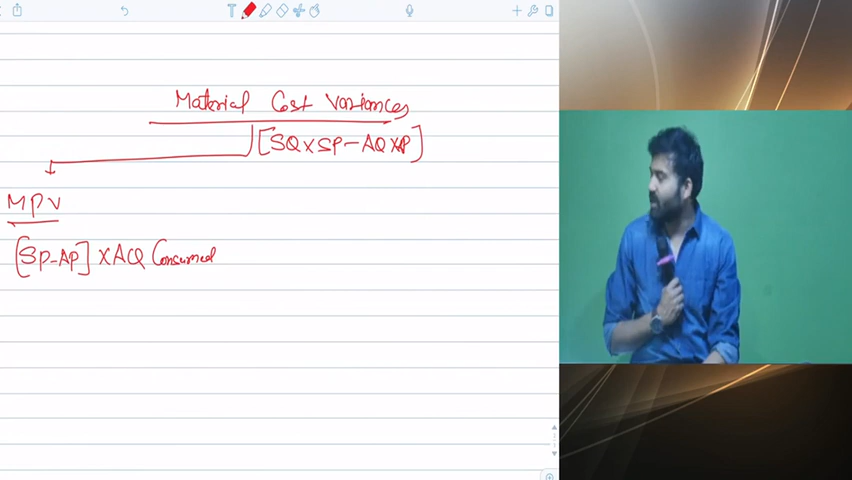 Material Cost Variances
[SQ×SP-AQ×AP]
MPV
[SP-AP] ×AQ Consumed